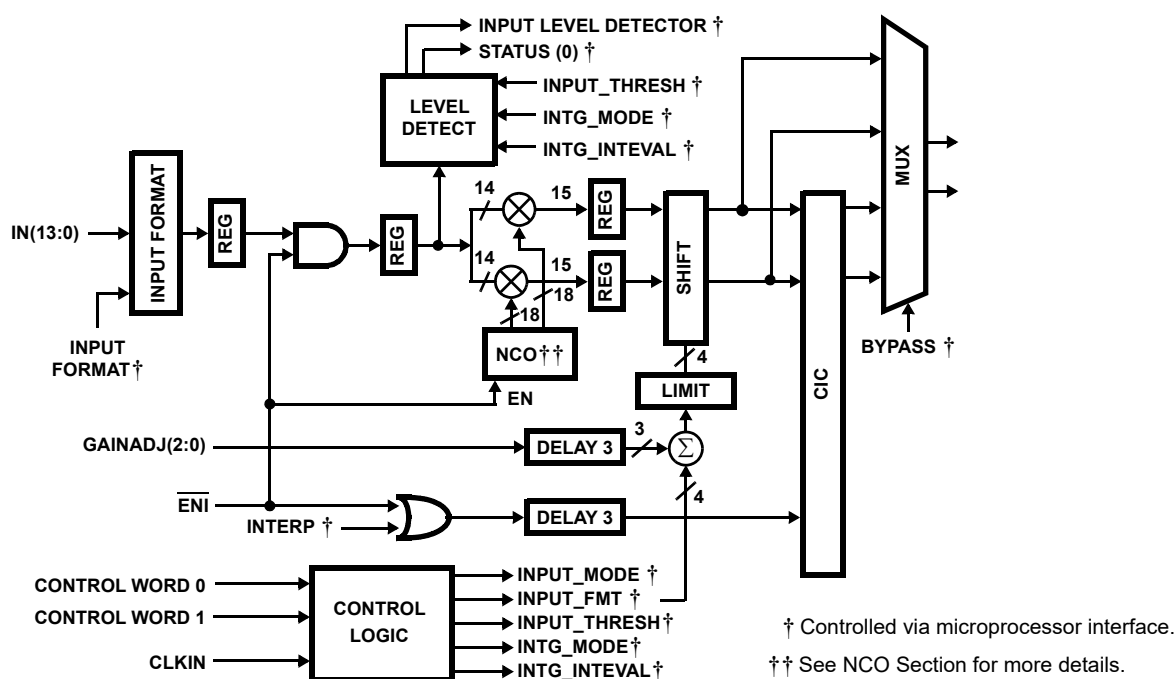 INPUT LEVEL DETECTOR †
STATUS (0) †
LEVEL
DETECT
INPUT_THRESH †
INTG_MODE †
INTG_INTEVAL †
IN(13:0)
INPUT FORMAT
REG
REG
14
15
REG
14
15
REG
18
18
SHIFT
MUX
INPUT
FORMAT†
NCO††
EN
4
LIMIT
BYPASS †
CIC
GAINADJ(2:0)
DELAY 3
3
Σ
4
ENI
INTERP †
DELAY 3
CONTROL WORD 0
CONTROL WORD 1
CLKIN
CONTROL
LOGIC
INPUT_MODE †
INPUT_FMT †
INPUT_THRESH†
INTG_MODE†
INTG_INTEVAL†
† Controlled via microprocessor interface.
†† See NCO Section for more details.